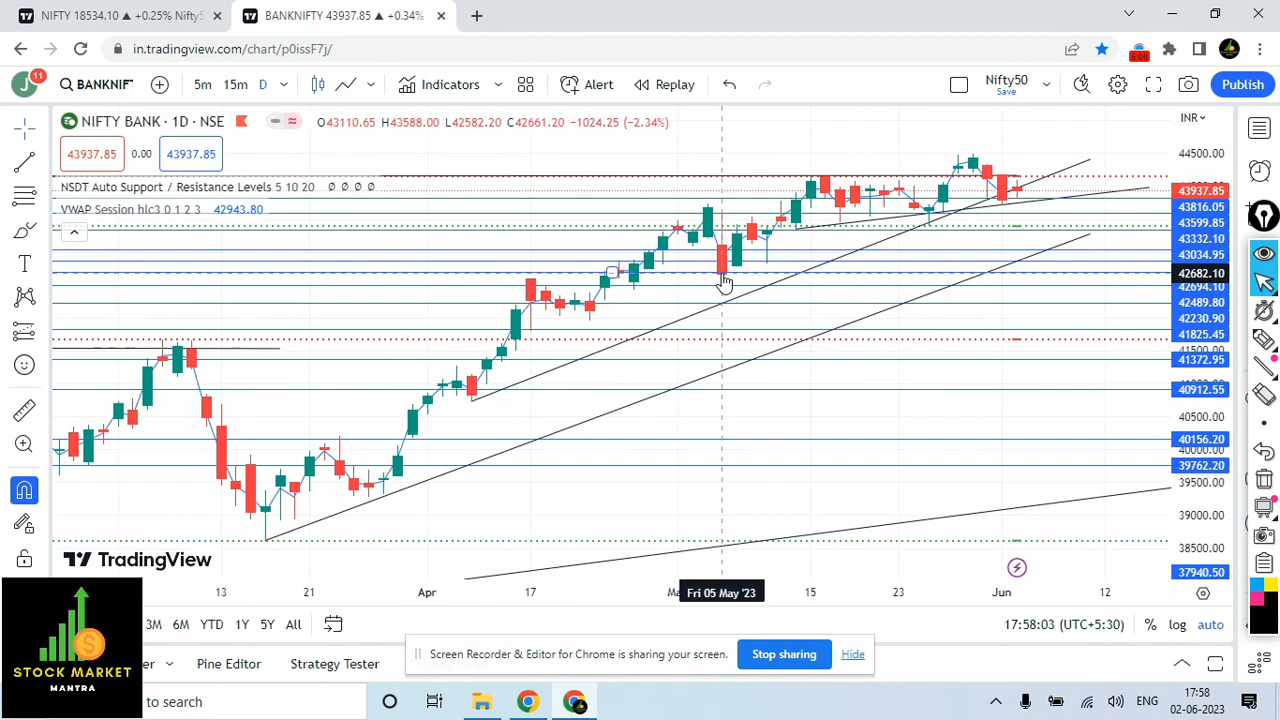 NIFTY 18534.10 ▲ +0.25% Nifty5
BANKNIFTY 43937.85 ▲ +0.34%
in.tradingview.com/chart/p0issF7j/
5:08
J
11
BANKNIF
5m
15m
D
Indicators
Alert
Replay
Nifty50
Save
Publish
NIFTY BANK · 1D · NSE
O43110.65 H43588.00 L42582.20 C42661.20 −1024.25 (−2.34%)
INR
43937.85
0.00
43937.85
NSDT Auto Support / Resistance Levels 5 10 20
VWAP Session hlc3 0 1 2 3 42943.80
44500.00
43937.85
43816.05
43599.85
43332.10
43034.95
42682.10
42694.10
42489.80
42230.90
41825.45
41500.00
41372.95
40912.55
40500.00
40156.20
40000.00
39762.20
39500.00
39000.00
38500.00
37940.50
TradingView
13
21
Apr
17
Fri 05 May '23
15
23
Jun
12
3M
6M
YTD
1Y
5Y
All
17:58:03 (UTC+5:30)
%
log
auto
Pine Editor
Strategy Tester
Screen Recorder & Editor for Chrome is sharing your screen.
Stop sharing
Hide
STOCK MARKET
MANTRA
to search
ENG
17:58
02-06-2023